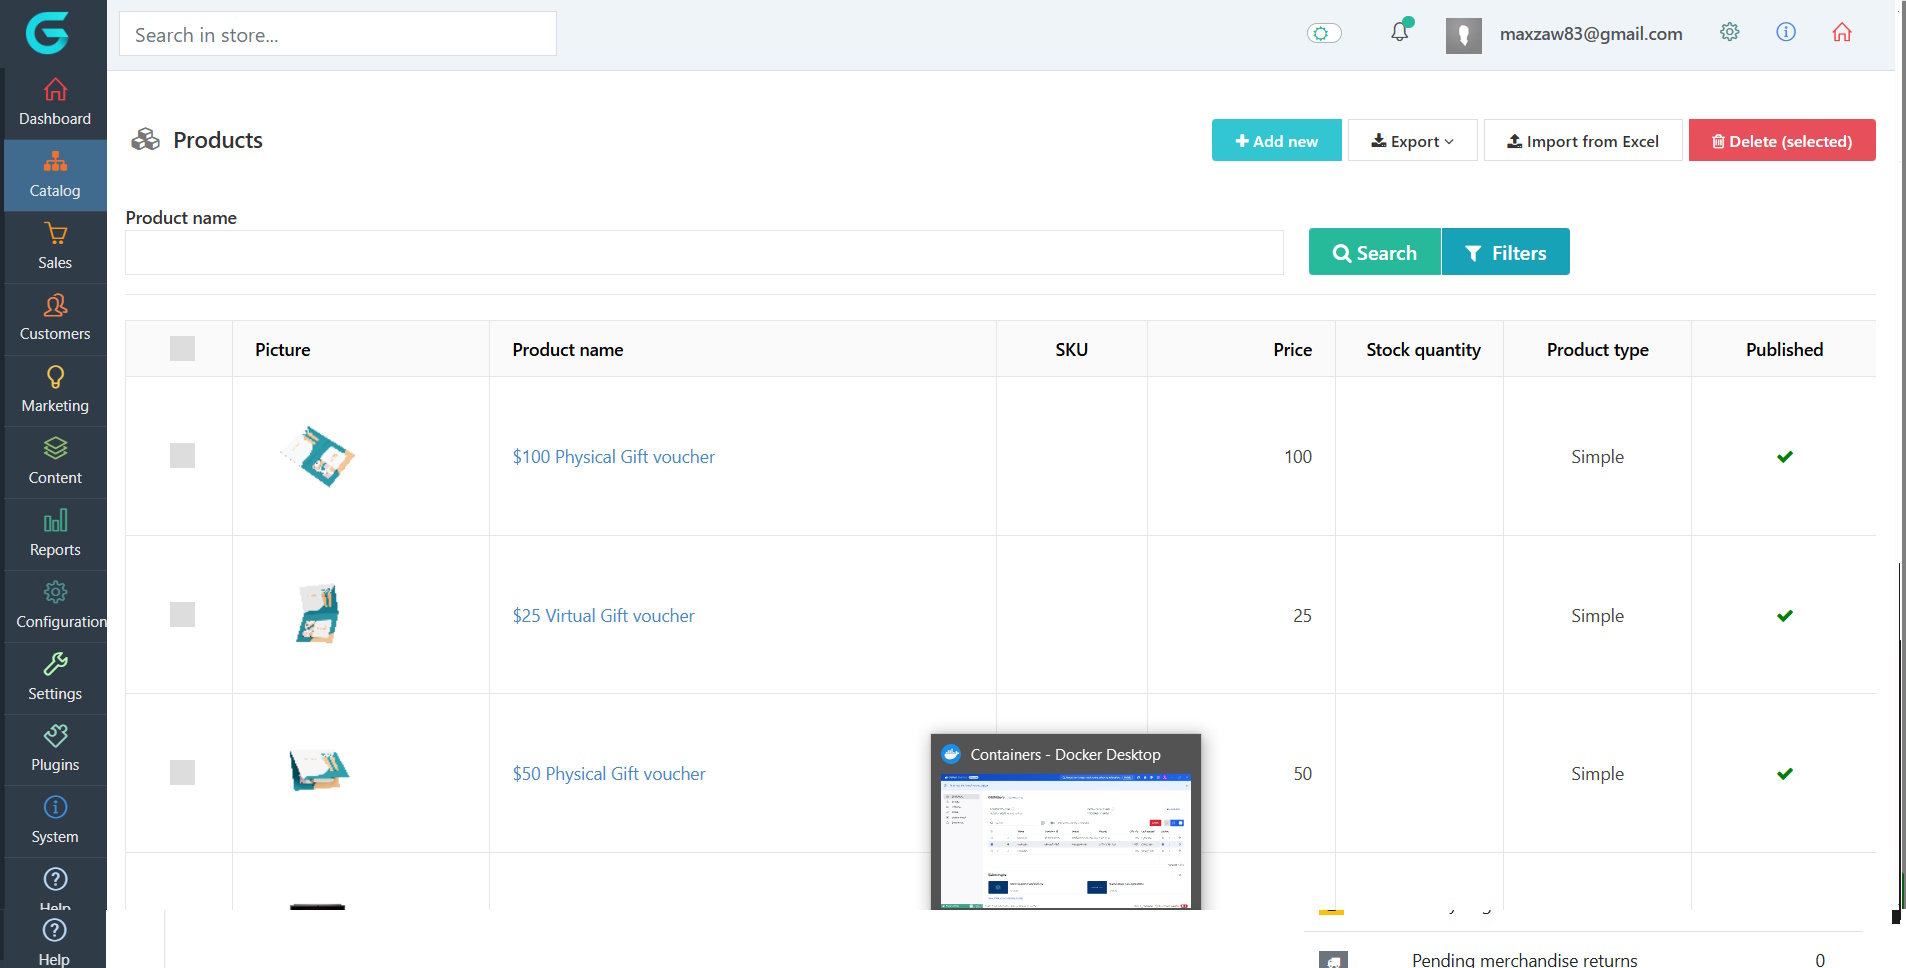 Search in store...
maxzaw83@gmail.com
Dashboard
Catalog
Sales
Customers
Marketing
Content
Reports
Configuration
Settings
Plugins
System
Help
Help
Products
Add new
Export
Import from Excel
Delete (selected)
Product name
Search
Filters
Picture
Product name
SKU
Price
Stock quantity
Product type
Published
$100 Physical Gift voucher
100
Simple
$25 Virtual Gift voucher
25
Simple
$50 Physical Gift voucher
50
Simple
Containers - Docker Desktop
Pending merchandise returns
0